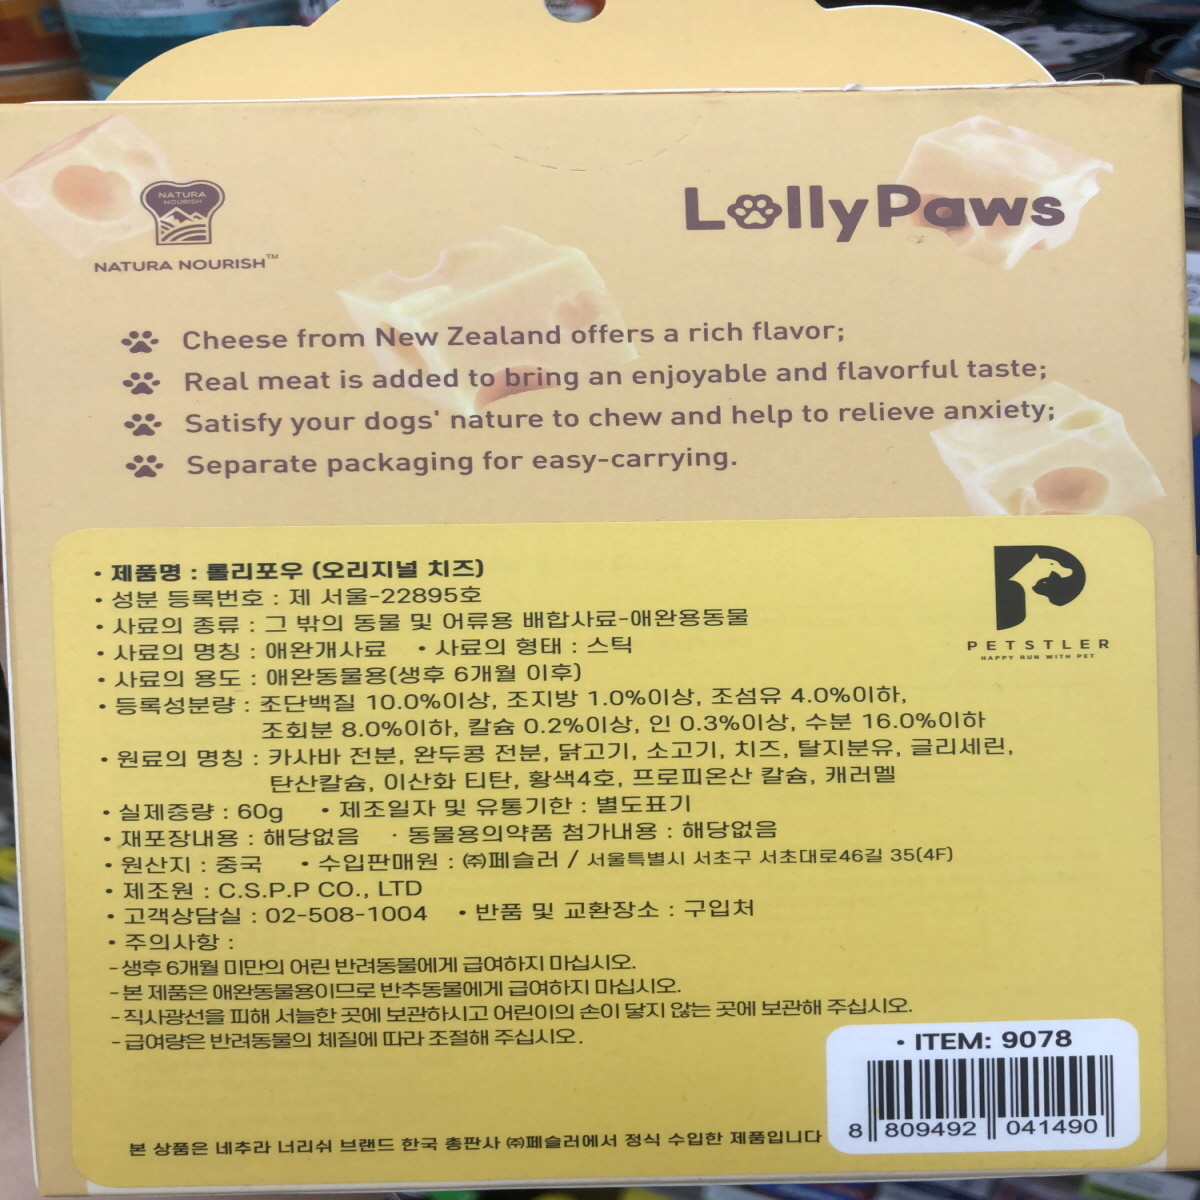 NATURA
NOURISH
NATURA NOURISH™
LollyPaws
Cheese from New Zealand offers a rich flavor;
Real meat is added to bring an enjoyable and flavorful taste;
Satisfy your dogs' nature to chew and help to relieve anxiety;
Separate packaging for easy-carrying.
• 제품명 : 롤리포우 (오리지널 치즈)
• 성분 등록번호 : 제 서울-22895호
• 사료의 종류 : 그 밖의 동물 및 어류용 배합사료-애완용동물
• 사료의 명칭 : 애완개사료 • 사료의 형태 : 스틱
• 사료의 용도 : 애완동물용(생후 6개월 이후)
• 등록성분량 : 조단백질 10.0%이상, 조지방 1.0%이상, 조섬유 4.0%이하,
조회분 8.0%이하, 칼슘 0.2%이상, 인 0.3%이상, 수분 16.0%이하
• 원료의 명칭 : 카사바 전분, 완두콩 전분, 닭고기, 소고기, 치즈, 탈지분유, 글리세린,
탄산칼슘, 이산화 티탄, 황색4호, 프로피온산 칼슘, 캐러멜
• 실제중량 : 60g • 제조일자 및 유통기한 : 별도표기
• 재포장내용 : 해당없음 · 동물용의약품 첨가내용 : 해당없음
• 원산지 : 중국 • 수입판매원 : ㈜페슬러 / 서울특별시 서초구 서초대로46길 35(4F)
• 제조원 : C.S.P.P CO., LTD
• 고객상담실 : 02-508-1004 • 반품 및 교환장소 : 구입처
• 주의사항 :
- 생후 6개월 미만의 어린 반려동물에게 급여하지 마십시오.
- 본 제품은 애완동물용이므로 반추동물에게 급여하지 마십시오.
- 직사광선을 피해 서늘한 곳에 보관하시고 어린이의 손이 닿지 않는 곳에 보관해 주십시오.
- 급여량은 반려동물의 체질에 따라 조절해 주십시오.
PETSTLER
HAPPY RUN WITH PET
• ITEM: 9078
8 809492 041490
본 상품은 네추라 너리쉬 브랜드 한국 총판사 ㈜페슬러에서 정식 수입한 제품입니다